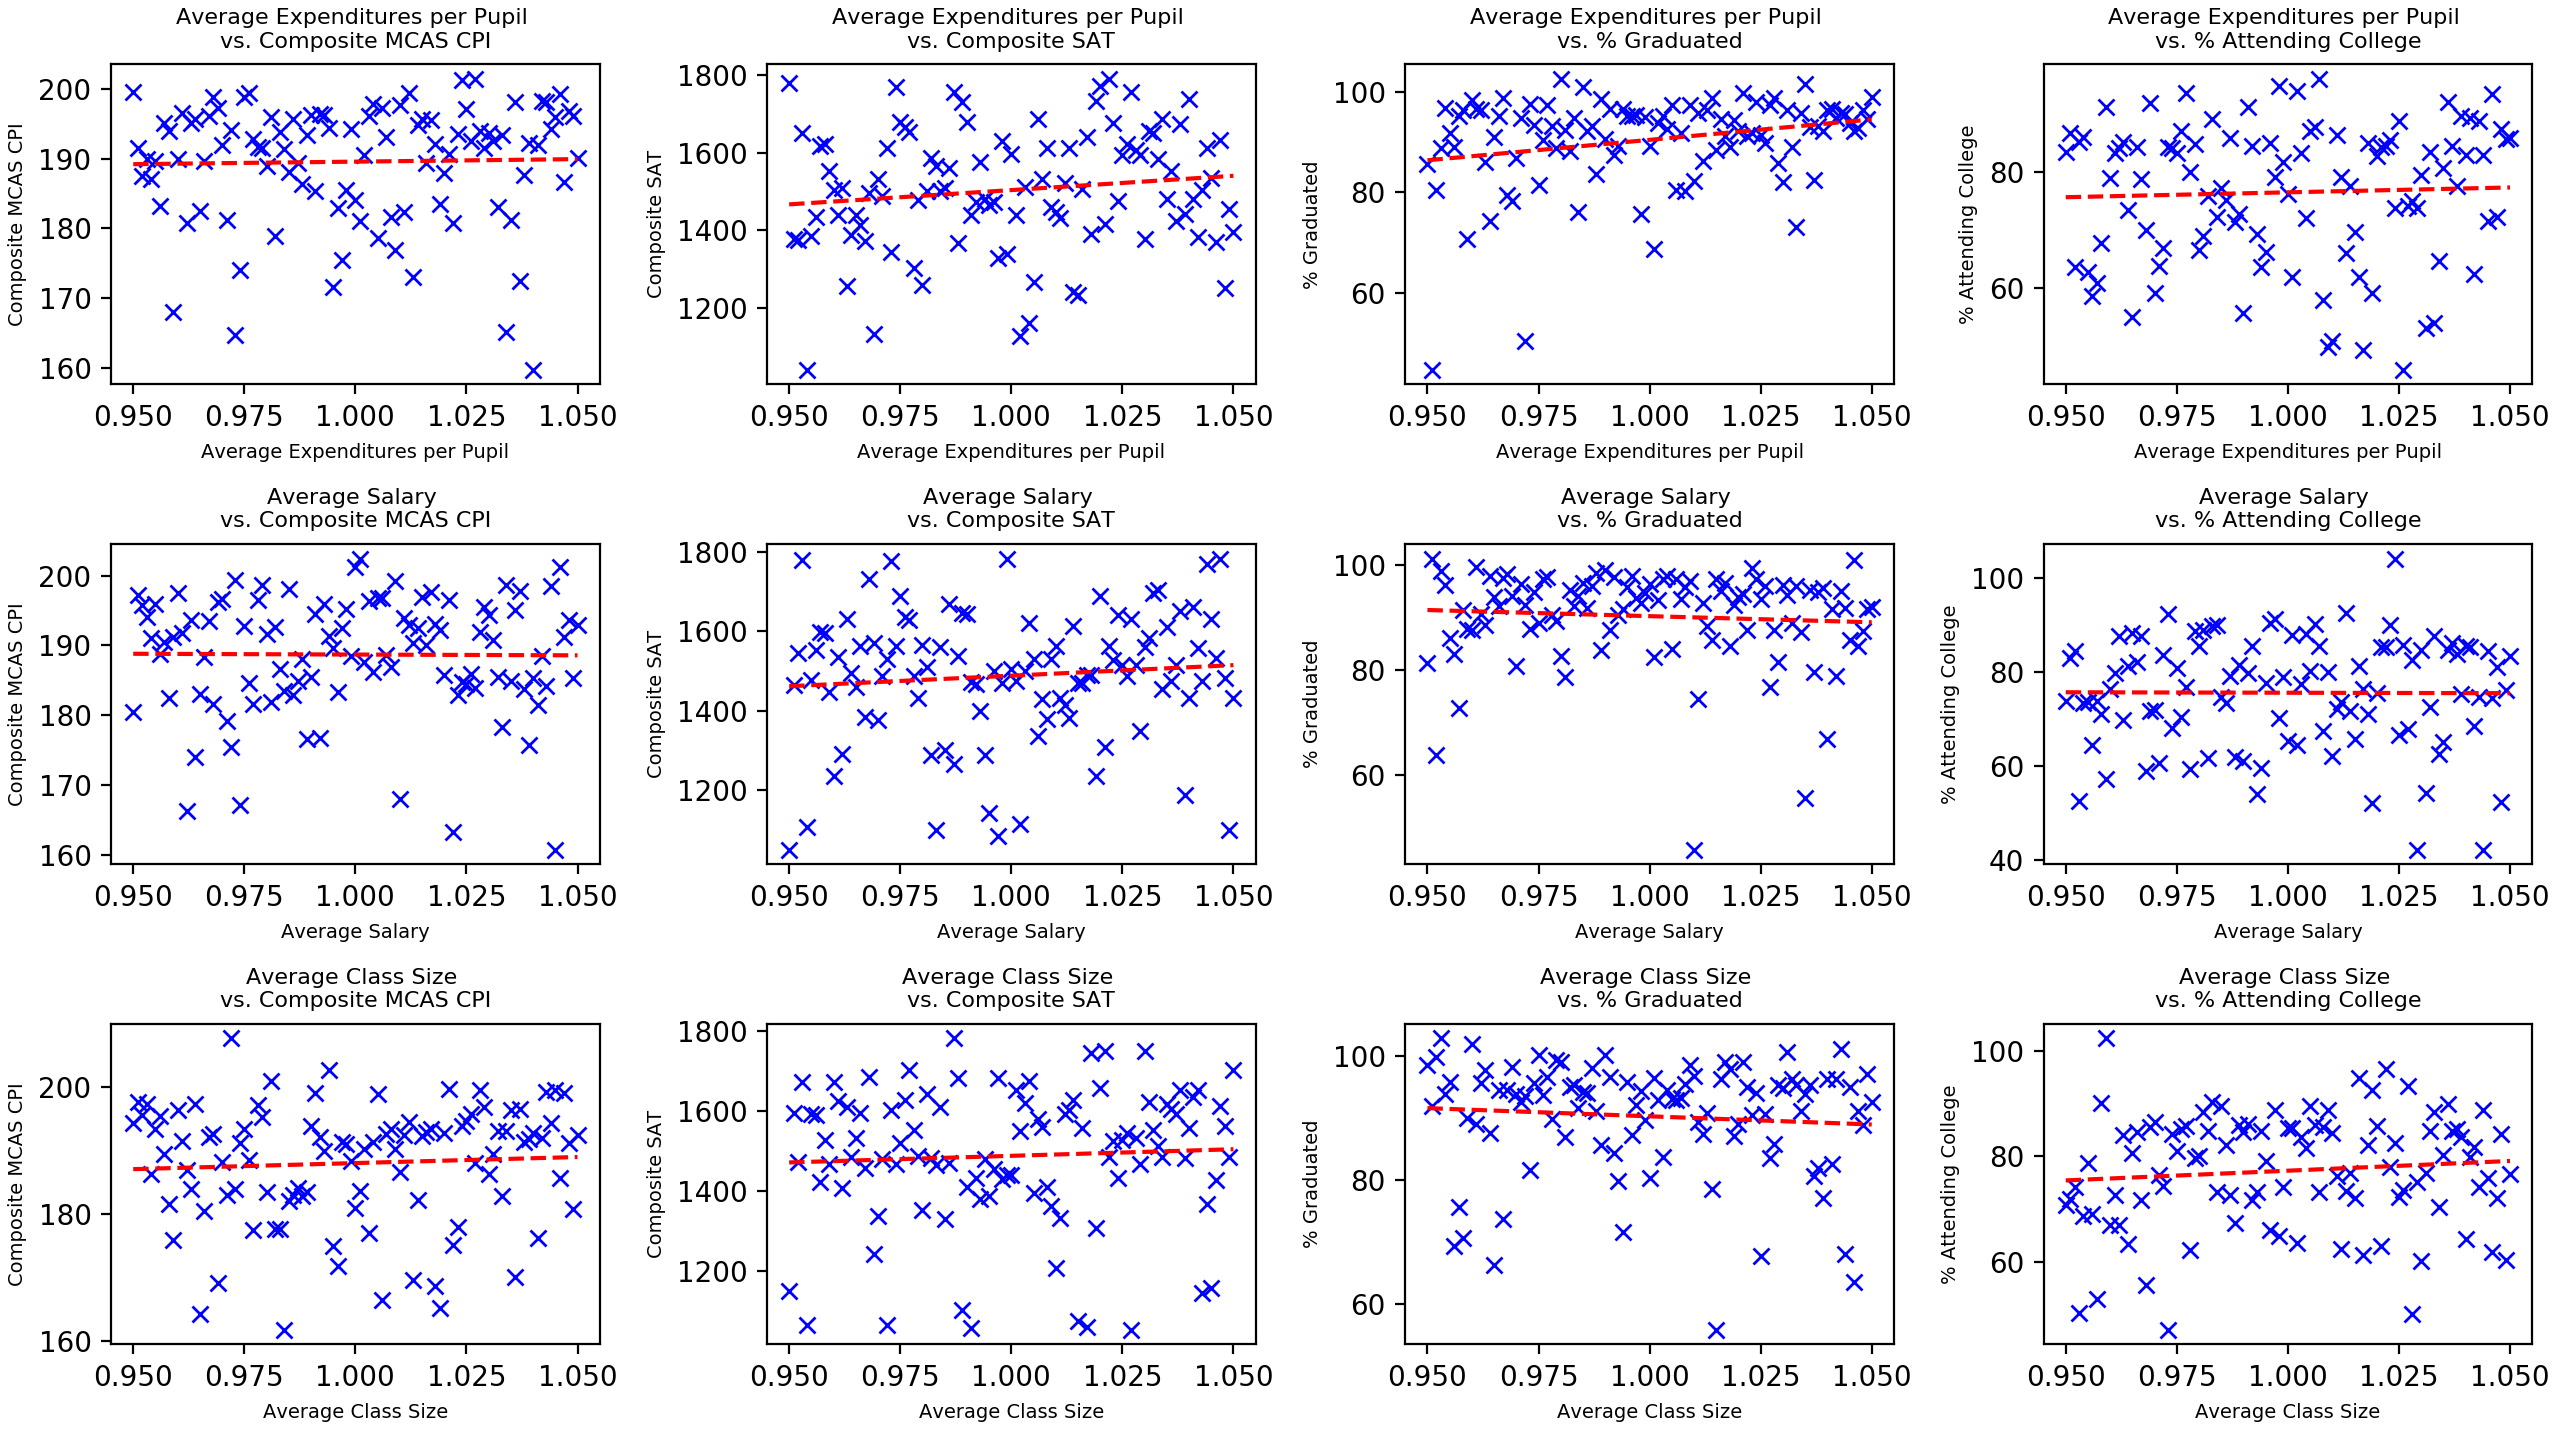 Average Expenditures per Pupil
vs. Composite MCAS CPI
Composite MCAS CPI
200
190
180
170
160
0.950 0.975 1.000 1.025 1.050
Average Expenditures per Pupil
Average Expenditures per Pupil
vs. Composite SAT
Composite SAT
1800
1600
1400
1200
0.950 0.975 1.000 1.025 1.050
Average Expenditures per Pupil
Average Expenditures per Pupil
vs. % Graduated
% Graduated
100
80
60
0.950 0.975 1.000 1.025 1.050
Average Expenditures per Pupil
Average Expenditures per Pupil
vs. % Attending College
% Attending College
80
60
0.950 0.975 1.000 1.025 1.050
Average Expenditures per Pupil
Average Salary
vs. Composite MCAS CPI
Composite MCAS CPI
200
190
180
170
160
0.950 0.975 1.000 1.025 1.050
Average Salary
Average Salary
vs. Composite SAT
Composite SAT
1800
1600
1400
1200
0.950 0.975 1.000 1.025 1.050
Average Salary
Average Salary
vs. % Graduated
% Graduated
100
80
60
0.950 0.975 1.000 1.025 1.050
Average Salary
Average Salary
vs. % Attending College
% Attending College
100
80
60
40
0.950 0.975 1.000 1.025 1.050
Average Salary
Average Class Size
vs. Composite MCAS CPI
Composite MCAS CPI
200
180
160
0.950 0.975 1.000 1.025 1.050
Average Class Size
Average Class Size
vs. Composite SAT
Composite SAT
1800
1600
1400
1200
0.950 0.975 1.000 1.025 1.050
Average Class Size
Average Class Size
vs. % Graduated
% Graduated
100
80
60
0.950 0.975 1.000 1.025 1.050
Average Class Size
Average Class Size
vs. % Attending College
% Attending College
100
80
60
0.950 0.975 1.000 1.025 1.050
Average Class Size